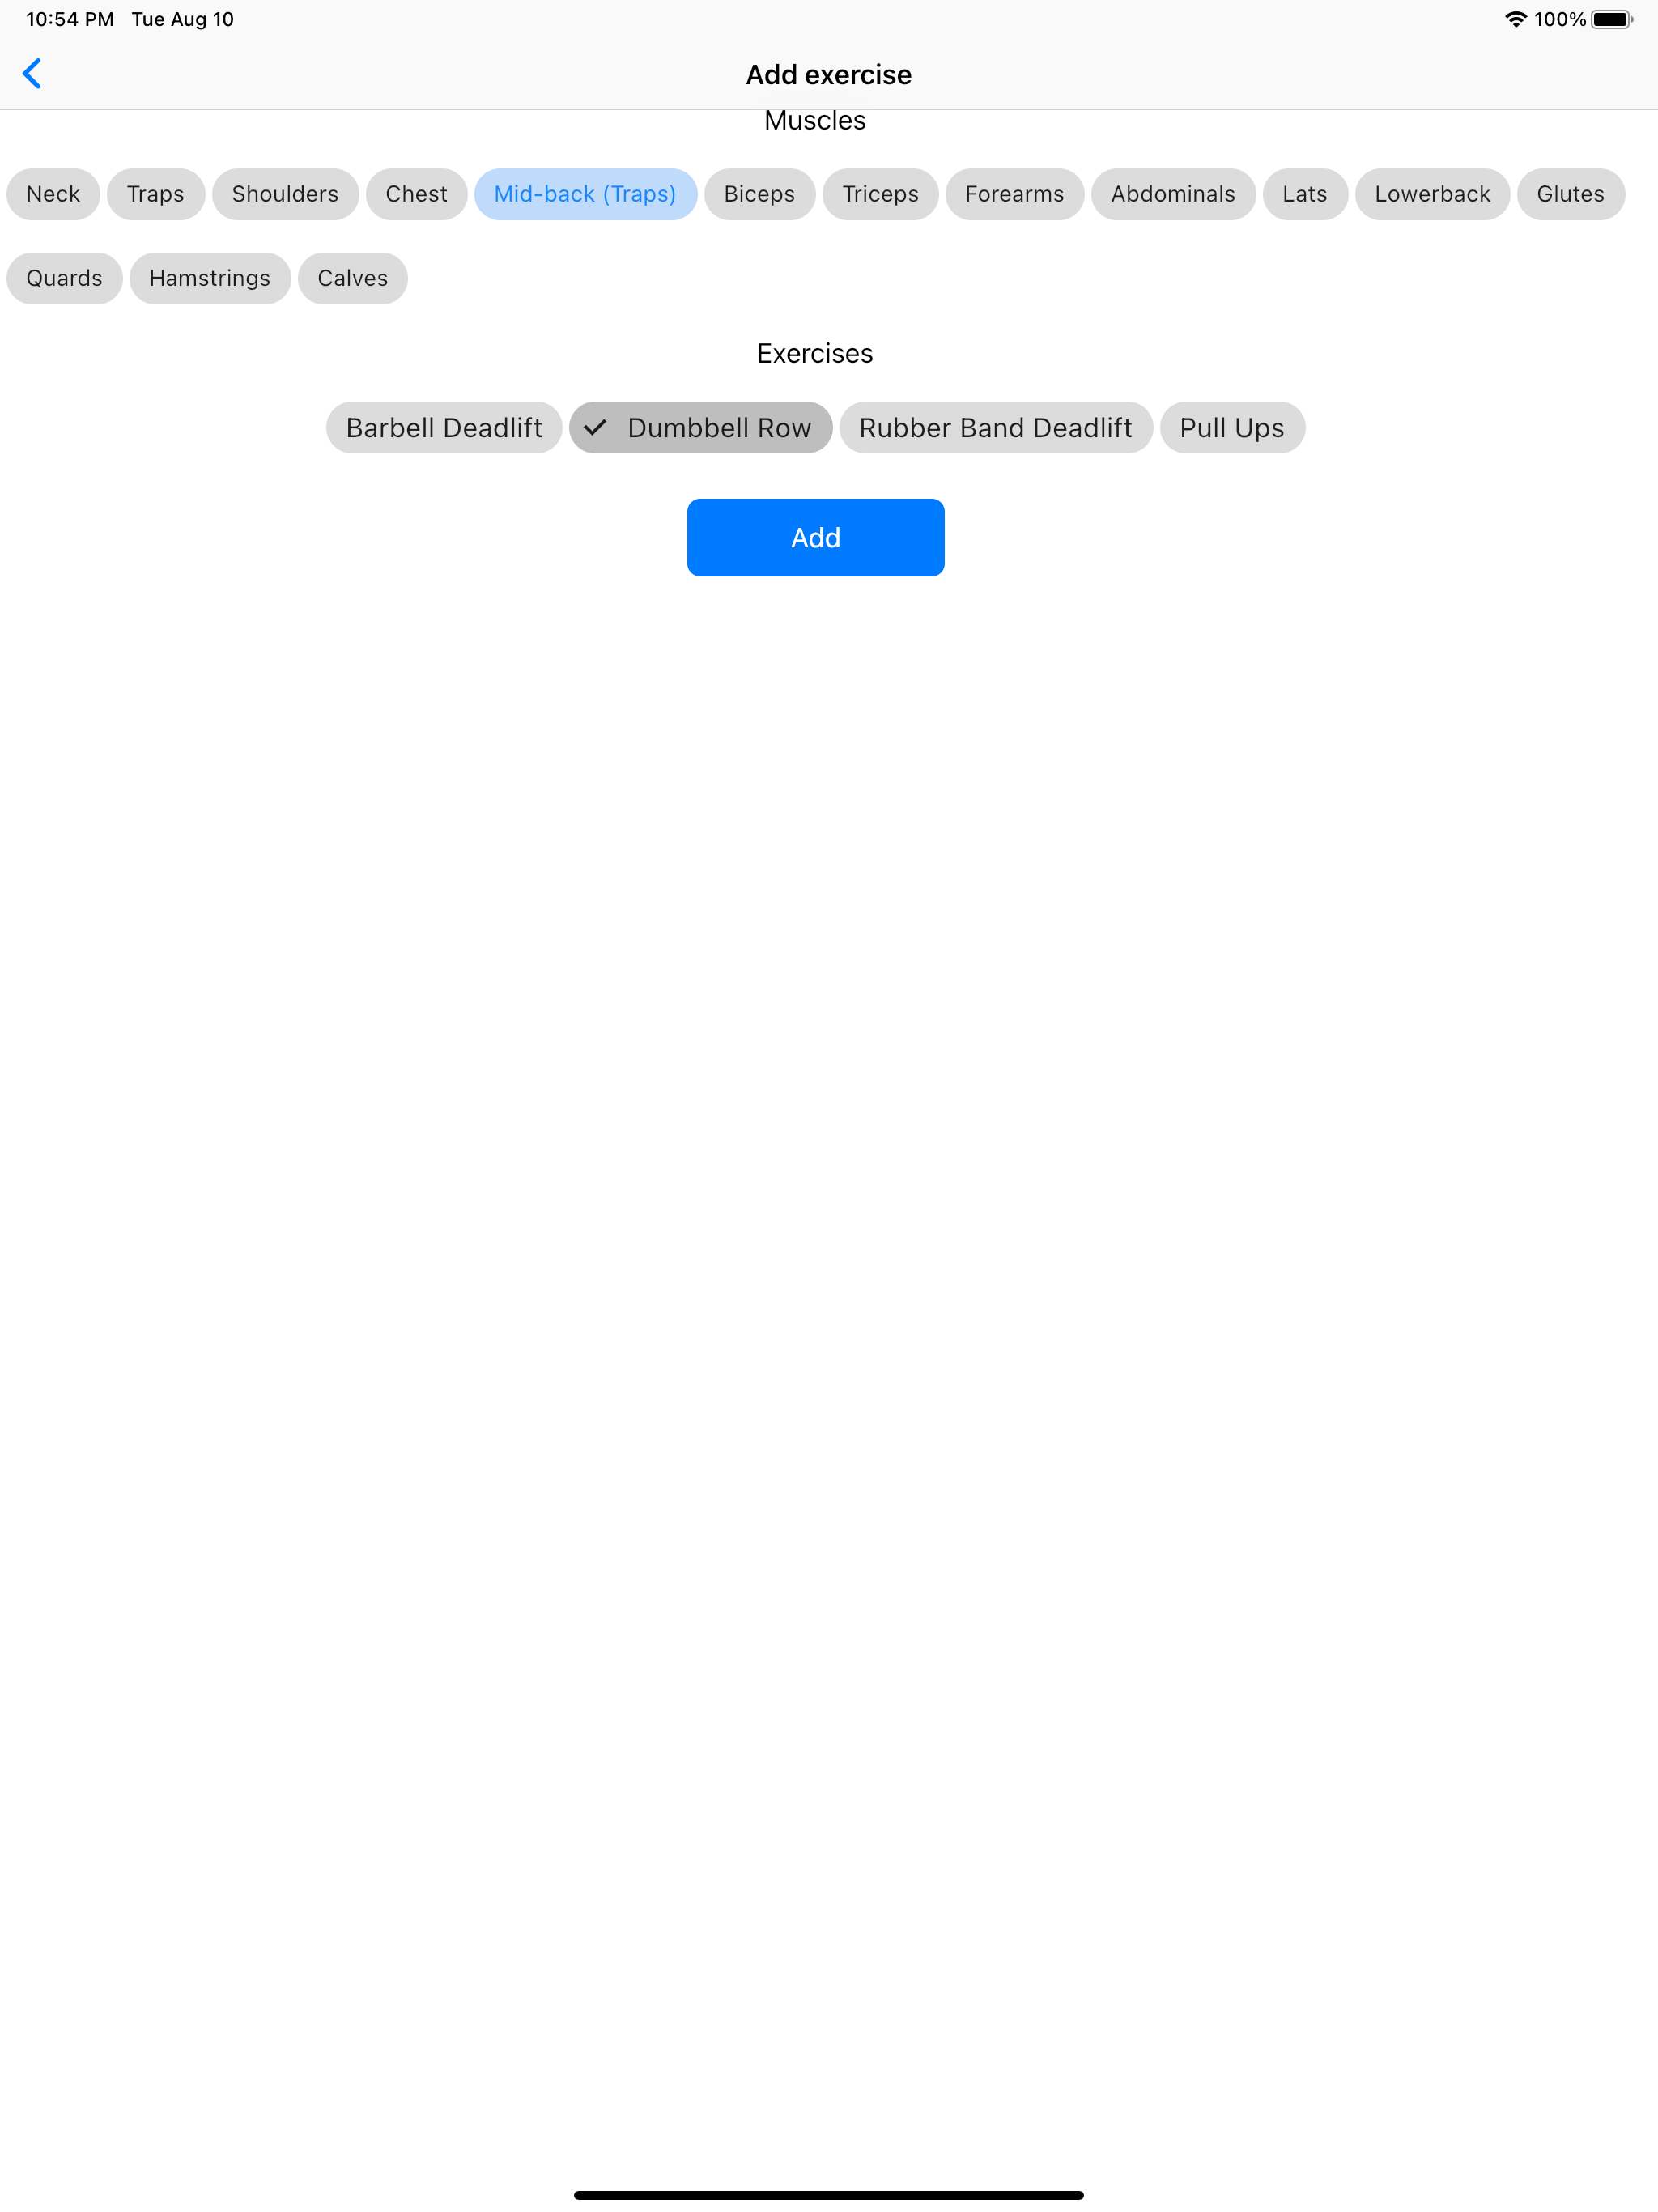 10:54 PM Tue Aug 10 100%
Add exercise
Muscles
Neck Traps Shoulders Chest Mid-back (Traps) Biceps Triceps Forearms Abdominals Lats Lowerback Glutes
Quards Hamstrings Calves
Exercises
Barbell Deadlift Dumbbell Row Rubber Band Deadlift Pull Ups
Add